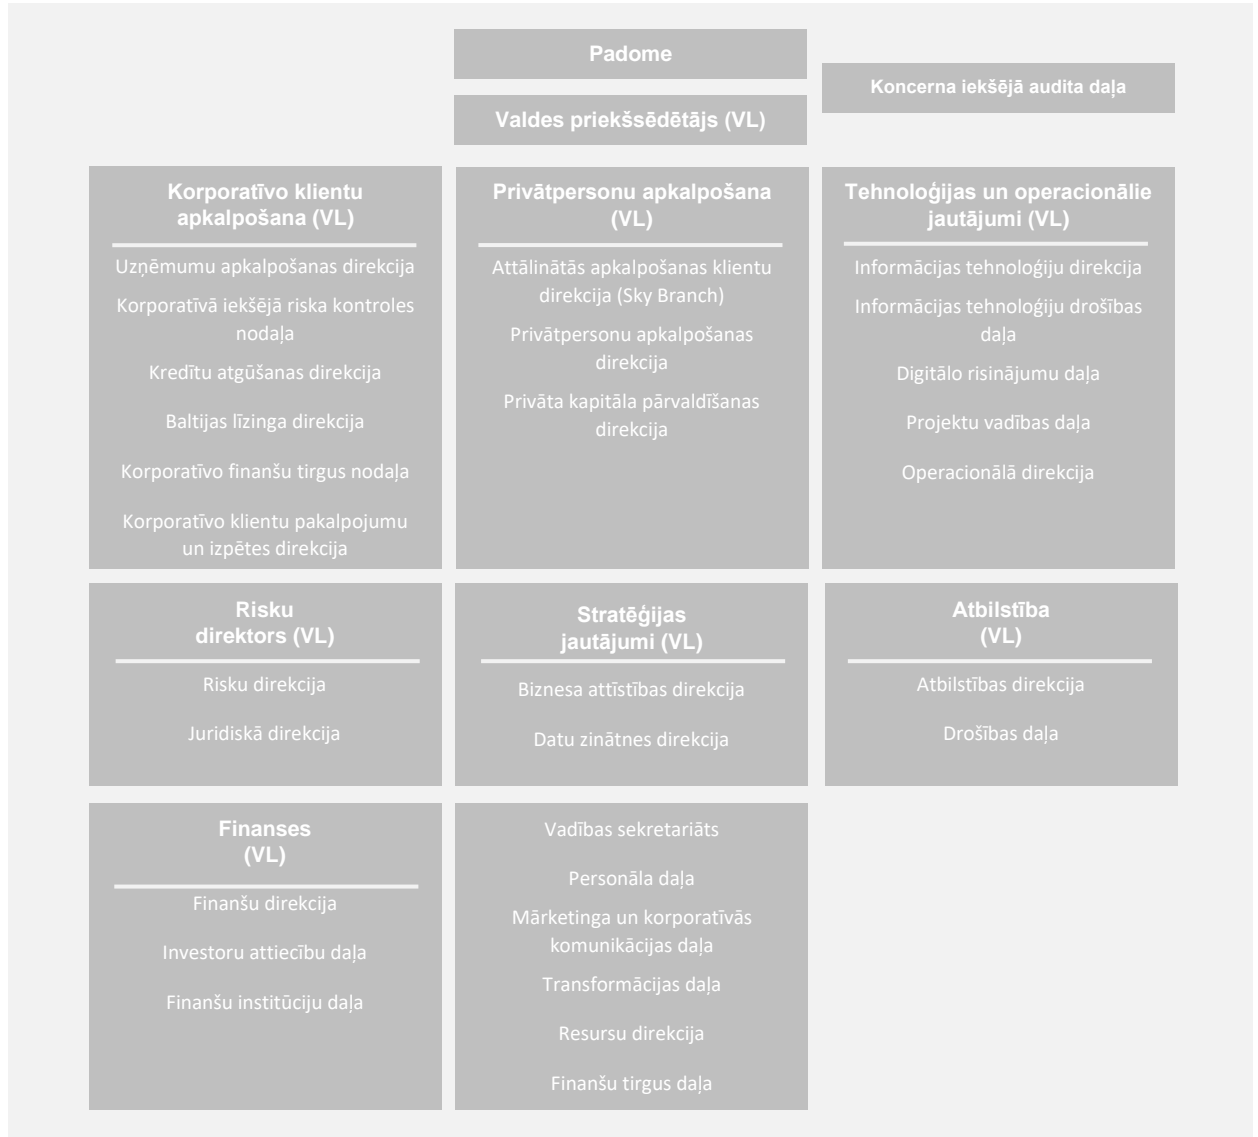 Padome
Koncerna iekšējā audita daļa
Valdes priekšsēdētājs (VL)
Korporatīvo klientu
apkalpošana (VL)
Uzņēmumu apkalpošanas direkcija
Korporatīvā iekšējā riska kontroles
nodaļa
Kredītu atgūšanas direkcija
Baltijas līzinga direkcija
Korporatīvo finanšu tirgus nodaļa
Korporatīvo klientu pakalpojumu
un izpētes direkcija
Privātpersonu apkalpošana
(VL)
Attālinātās apkalpošanas klientu
direkcija (Sky Branch)
Privātpersonu apkalpošanas
direkcija
Privāta kapitāla pārvaldīšanas
direkcija
Tehnoloģijas un operacionālie
jautājumi (VL)
Informācijas tehnoloģiju direkcija
Informācijas tehnoloģiju drošības
daļa
Digitālo risinājumu daļa
Projektu vadības daļa
Operacionālā direkcija
Risku
direktors (VL)
Risku direkcija
Juridiskā direkcija
Stratēģijas
jautājumi (VL)
Biznesa attīstības direkcija
Datu zinātnes direkcija
Atbilstība
(VL)
Atbilstības direkcija
Drošības daļa
Finanses
(VL)
Finanšu direkcija
Investoru attiecību daļa
Finanšu institūciju daļa
Vadības sekretariāts
Personāla daļa
Mārketinga un korporatīvās
komunikācijas daļa
Transformācijas daļa
Resursu direkcija
Finanšu tirgus daļa